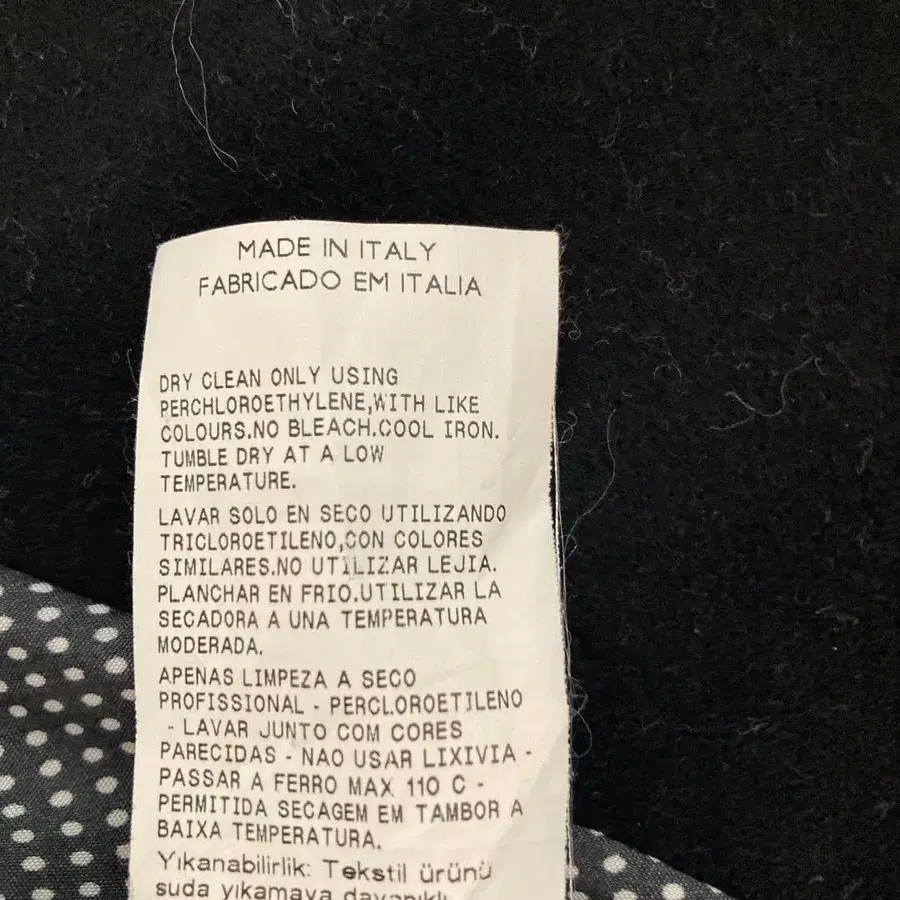 MADE IN ITALY
FABRICADO EM ITALIA
DRY CLEAN ONLY USING
PERCHLOROETHYLENE,WITH LIKE
COLOURS.NO BLEACH.COOL IRON.
TUMBLE DRY AT A LOW
TEMPERATURE.
LAVAR SOLO EN SECO UTILIZANDO
TRICLOROETILENO,CON COLORES
SIMILARES.NO UTILIZAR LEJIA.
PLANCHAR EN FRIO.UTILIZAR LA
SECADORA A UNA TEMPERATURA
MODERADA.
APENAS LIMPEZA A SECO
PROFISSIONAL - PERCLOROETILENO
- LAVAR JUNTO COM CORES
PARECIDAS - NAO USAR LIXIVIA -
PASSAR A FERRO MAX 110 C -
PERMITIDA SECAGEM EM TAMBOR A
BAIXA TEMPERATURA.
Yıkanabilirlik: Tekstil ürünü
suda yıkamaya dayanıklı